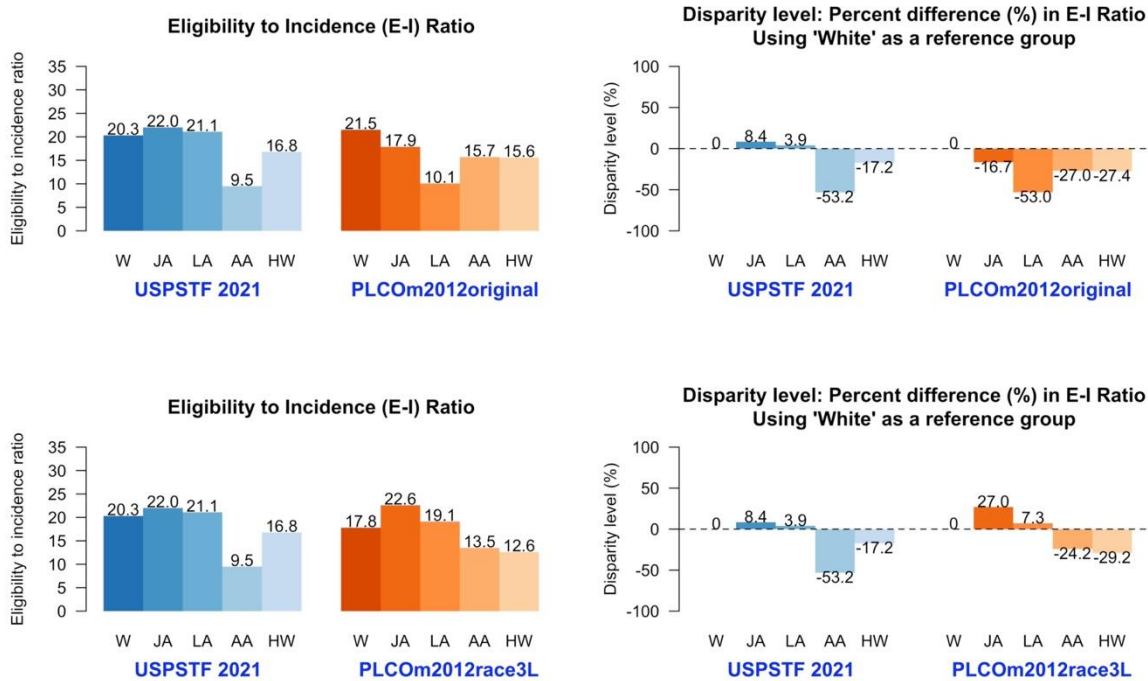 Eligibility to Incidence (E-I) Ratio
Eligibility to incidence ratio
35
30
25
20
15
10
5
0
20.3 22.0 21.1 9.5 16.8 21.5 17.9 10.1 15.7 15.6
W JA LA AA HW W JA LA AA HW
USPSTF 2021 PLCOm2012original
Disparity level: Percent difference (%) in E-I Ratio
Using 'White' as a reference group
Disparity level (%)
100
50
0
-50
-100
0 8.4 3.9 -53.2 -17.2 0 -16.7 -53.0 -27.0 -27.4
W JA LA AA HW W JA LA AA HW
USPSTF 2021 PLCOm2012original
Eligibility to Incidence (E-I) Ratio
Eligibility to incidence ratio
35
30
25
20
15
10
5
0
20.3 22.0 21.1 9.5 16.8 17.8 22.6 19.1 13.5 12.6
W JA LA AA HW W JA LA AA HW
USPSTF 2021 PLCOm2012race3L
Disparity level: Percent difference (%) in E-I Ratio
Using 'White' as a reference group
Disparity level (%)
100
50
0
-50
-100
0 8.4 3.9 -53.2 -17.2 0 27.0 7.3 -24.2 -29.2
W JA LA AA HW W JA LA AA HW
USPSTF 2021 PLCOm2012race3L